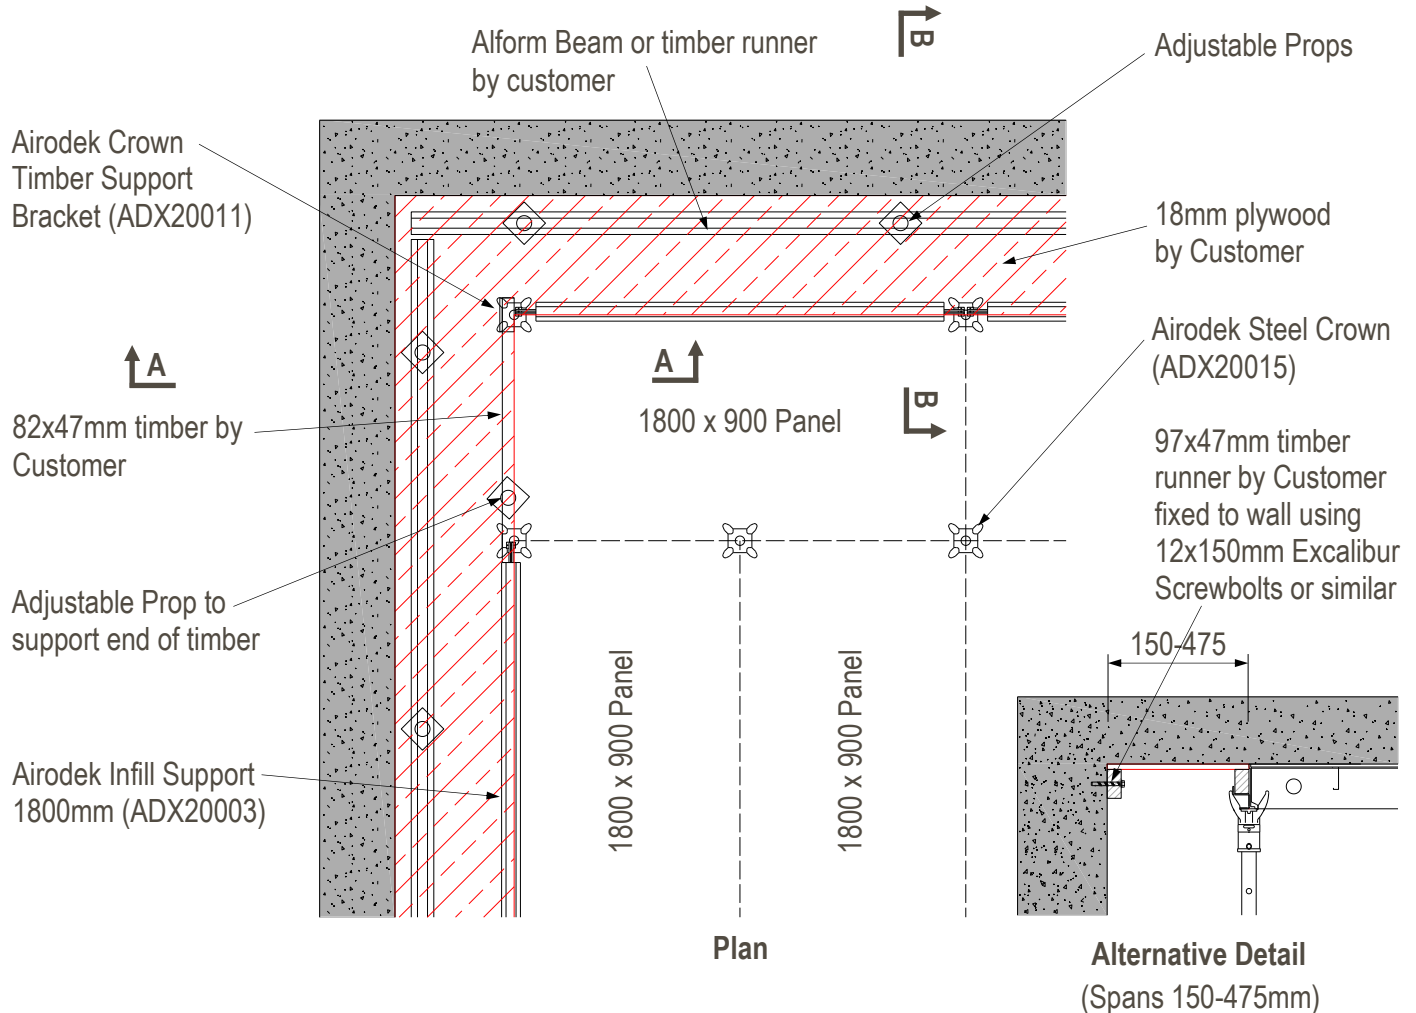 Alform Beam or timber runner
by customer
B
Adjustable Props
Airodek Crown
Timber Support
Bracket (ADX20011)
18mm plywood
by Customer
Airodek Steel Crown
(ADX20015)
A
A
B
1800 x 900 Panel
82x47mm timber by
Customer
97x47mm timber
runner by Customer
fixed to wall using
12x150mm Excalibur
Screwbolts or similar
Adjustable Prop to
support end of timber
150-475
1800 x 900 Panel
1800 x 900 Panel
Airodek Infill Support
1800mm (ADX20003)
Plan
Alternative Detail
(Spans 150-475mm)